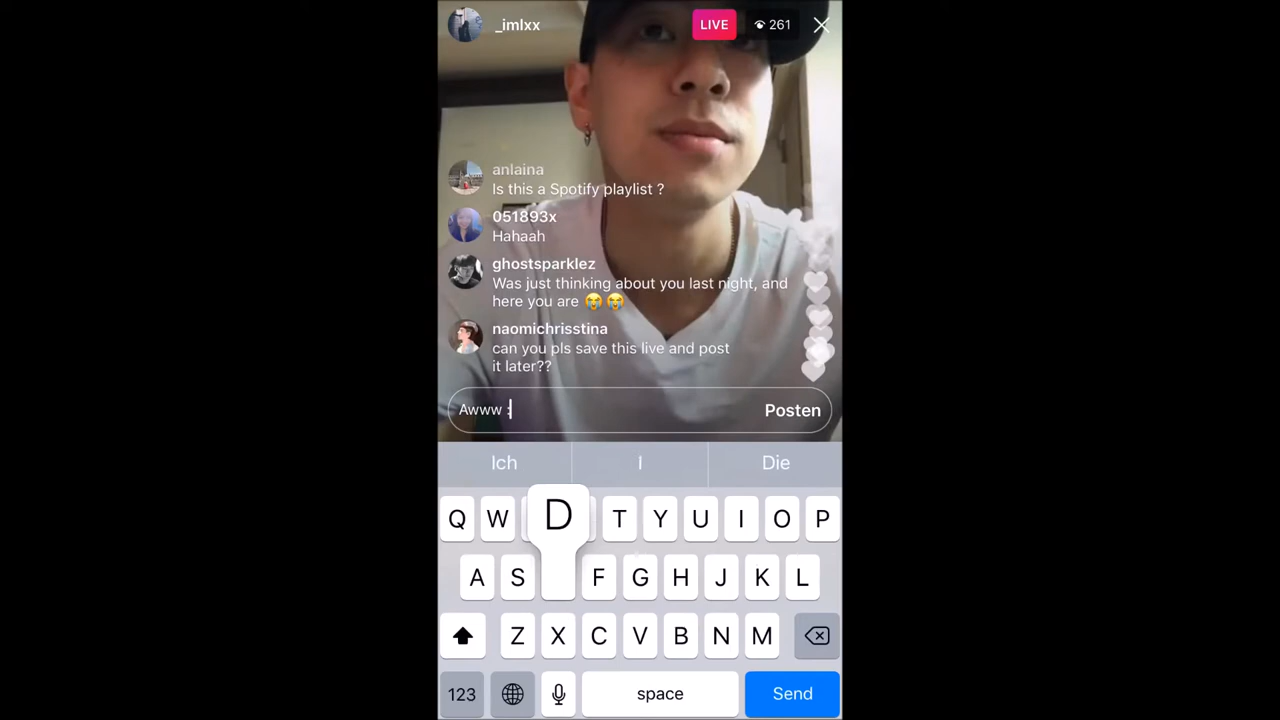 _imlxx LIVE 261
anlaina
Is this a Spotify playlist ?
051893x
Hahaah
ghostsparklez
Was just thinking about you last night, and
here you are 😭😭
naomichrisstina
can you pls save this live and post
it later??
Awww : Posten
Ich I Die
Q W D T Y U I O P
A S F G H J K L
Z X C V B N M
123 space Send